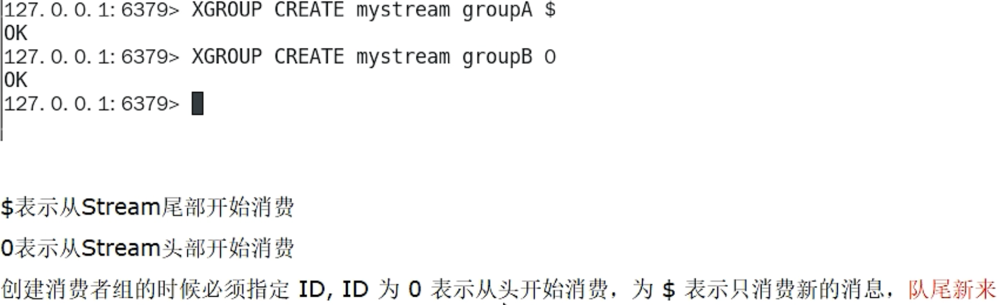 127.0.0.1:6379> XGROUP CREATE mystream groupA $
OK
127.0.0.1:6379> XGROUP CREATE mystream groupB 0
OK
127.0.0.1:6379>
$表示从Stream尾部开始消费
0表示从Stream头部开始消费
创建消费者组的时候必须指定 ID, ID 为 0 表示从头开始消费，为 $ 表示只消费新的消息，队尾新来